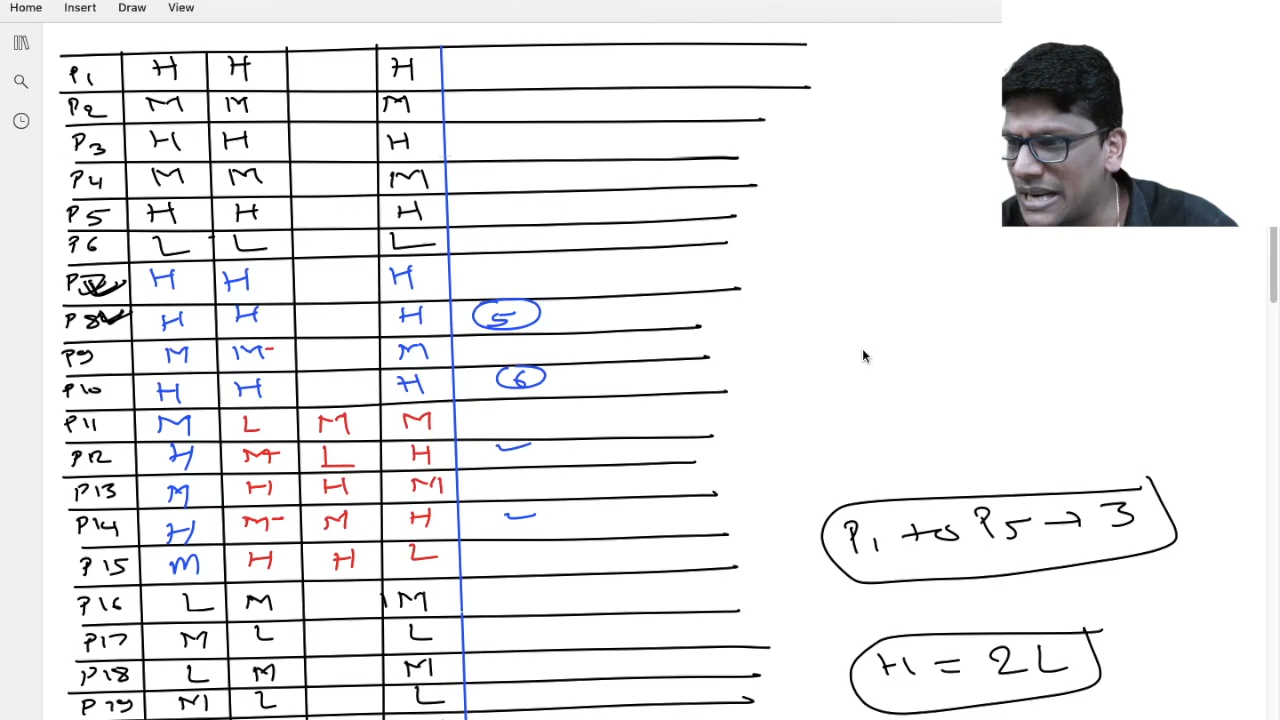 Home Insert Draw View
P1 H H H
P2 M M M
P3 H H H
P4 M M M
P5 H H H
P6 L L L
H H H
P8 H H H 5
P9 M M- M
P10 H H H 6
P11 M L M M
P12 H M- L H
P13 M H H M
P14 H M- M H
P15 M H H L
P16 L M M
P17 M L L
P18 L M M
P19 M L L
P1 to P5 → 3
H = 2L